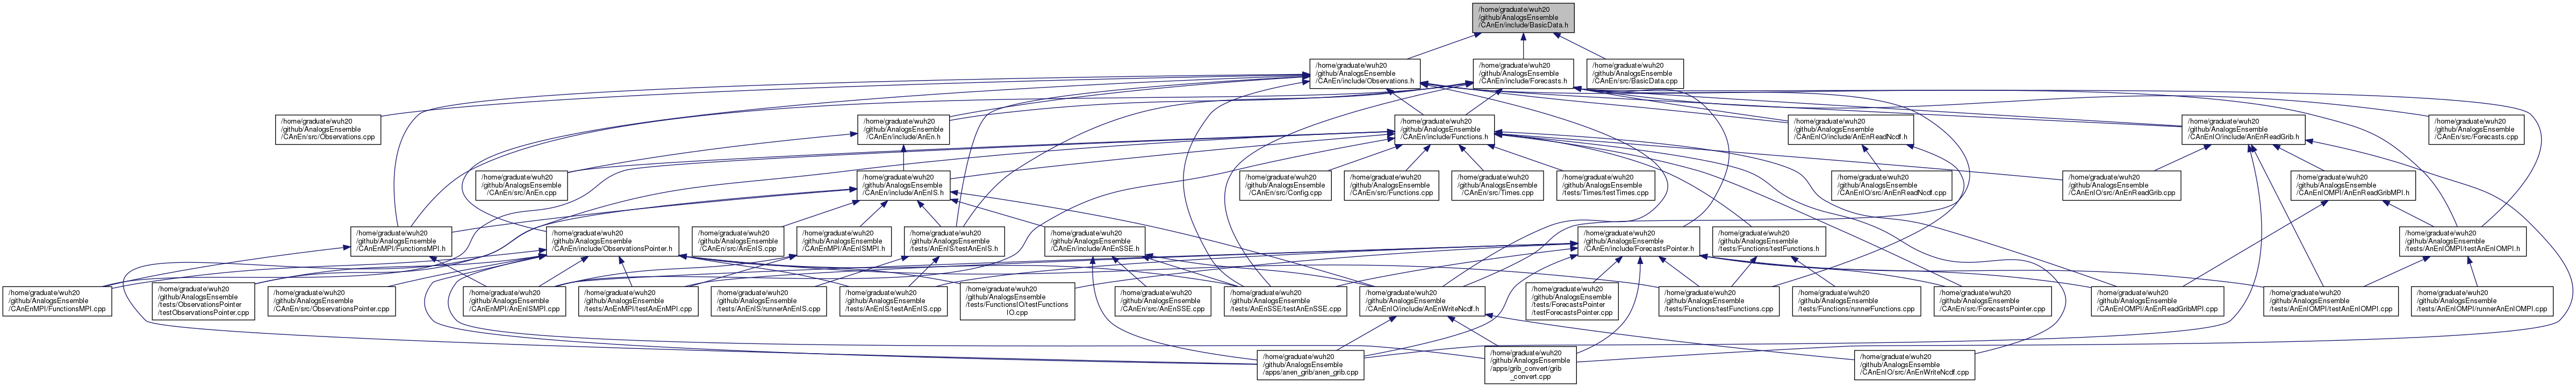 /home/graduate/wuh20
/github/AnalogsEnsemble
/CAnEn/include/BasicData.h
/home/graduate/wuh20
/github/AnalogsEnsemble
/CAnEn/include/Observations.h
/home/graduate/wuh20
/github/AnalogsEnsemble
/CAnEn/include/Forecasts.h
/home/graduate/wuh20
/github/AnalogsEnsemble
/CAnEn/src/BasicData.cpp
/home/graduate/wuh20
/github/AnalogsEnsemble
/CAnEn/src/Observations.cpp
/home/graduate/wuh20
/github/AnalogsEnsemble
/CAnEn/include/AnEn.h
/home/graduate/wuh20
/github/AnalogsEnsemble
/CAnEn/include/Functions.h
/home/graduate/wuh20
/github/AnalogsEnsemble
/CAnEnIO/include/AnEnReadNcdf.h
/home/graduate/wuh20
/github/AnalogsEnsemble
/CAnEnIO/include/AnEnReadGrib.h
/home/graduate/wuh20
/github/AnalogsEnsemble
/CAnEn/src/Forecasts.cpp
/home/graduate/wuh20
/github/AnalogsEnsemble
/CAnEn/src/AnEn.cpp
/home/graduate/wuh20
/github/AnalogsEnsemble
/CAnEn/include/AnEnIS.h
/home/graduate/wuh20
/github/AnalogsEnsemble
/CAnEn/src/Config.cpp
/home/graduate/wuh20
/github/AnalogsEnsemble
/CAnEn/src/Functions.cpp
/home/graduate/wuh20
/github/AnalogsEnsemble
/CAnEn/src/Times.cpp
/home/graduate/wuh20
/github/AnalogsEnsemble
/tests/Times/testTimes.cpp
/home/graduate/wuh20
/github/AnalogsEnsemble
/CAnEnIO/src/AnEnReadNcdf.cpp
/home/graduate/wuh20
/github/AnalogsEnsemble
/CAnEnIO/src/AnEnReadGrib.cpp
/home/graduate/wuh20
/github/AnalogsEnsemble
/CAnEnIOMPI/AnEnReadGribMPI.h
/home/graduate/wuh20
/github/AnalogsEnsemble
/CAnEnMPI/FunctionsMPI.h
/home/graduate/wuh20
/github/AnalogsEnsemble
/CAnEn/include/ObservationsPointer.h
/home/graduate/wuh20
/github/AnalogsEnsemble
/CAnEn/src/AnEnIS.cpp
/home/graduate/wuh20
/github/AnalogsEnsemble
/CAnEnMPI/AnEnISMPI.h
/home/graduate/wuh20
/github/AnalogsEnsemble
/tests/AnEnIS/testAnEnIS.h
/home/graduate/wuh20
/github/AnalogsEnsemble
/CAnEn/include/AnEnSSE.h
/home/graduate/wuh20
/github/AnalogsEnsemble
/CAnEn/include/ForecastsPointer.h
/home/graduate/wuh20
/github/AnalogsEnsemble
/tests/Functions/testFunctions.h
/home/graduate/wuh20
/github/AnalogsEnsemble
/tests/AnEnIOMPI/testAnEnIOMPI.h
/home/graduate/wuh20
/github/AnalogsEnsemble
/CAnEnMPI/FunctionsMPI.cpp
/home/graduate/wuh20
/github/AnalogsEnsemble
/tests/ObservationsPointer
/testObservationsPointer.cpp
/home/graduate/wuh20
/github/AnalogsEnsemble
/CAnEn/src/ObservationsPointer.cpp
/home/graduate/wuh20
/github/AnalogsEnsemble
/CAnEnMPI/AnEnISMPI.cpp
/home/graduate/wuh20
/github/AnalogsEnsemble
/tests/AnEnMPI/testAnEnMPI.cpp
/home/graduate/wuh20
/github/AnalogsEnsemble
/tests/AnEnIS/runnerAnEnIS.cpp
/home/graduate/wuh20
/github/AnalogsEnsemble
/tests/AnEnIS/testAnEnIS.cpp
/home/graduate/wuh20
/github/AnalogsEnsemble
/tests/FunctionsIO/testFunctions
IO.cpp
/home/graduate/wuh20
/github/AnalogsEnsemble
/CAnEn/src/AnEnSSE.cpp
/home/graduate/wuh20
/github/AnalogsEnsemble
/tests/AnEnSSE/testAnEnSSE.cpp
/home/graduate/wuh20
/github/AnalogsEnsemble
/CAnEnIO/include/AnEnWriteNcdf.h
/home/graduate/wuh20
/github/AnalogsEnsemble
/tests/ForecastsPointer
/testForecastsPointer.cpp
/home/graduate/wuh20
/github/AnalogsEnsemble
/tests/Functions/testFunctions.cpp
/home/graduate/wuh20
/github/AnalogsEnsemble
/tests/Functions/runnerFunctions.cpp
/home/graduate/wuh20
/github/AnalogsEnsemble
/CAnEn/src/ForecastsPointer.cpp
/home/graduate/wuh20
/github/AnalogsEnsemble
/CAnEnIOMPI/AnEnReadGribMPI.cpp
/home/graduate/wuh20
/github/AnalogsEnsemble
/tests/AnEnIOMPI/testAnEnIOMPI.cpp
/home/graduate/wuh20
/github/AnalogsEnsemble
/tests/AnEnIOMPI/runnerAnEnIOMPI.cpp
/home/graduate/wuh20
/github/AnalogsEnsemble
/apps/anen_grib/anen_grib.cpp
/home/graduate/wuh20
/github/AnalogsEnsemble
/apps/grib_convert/grib
_convert.cpp
/home/graduate/wuh20
/github/AnalogsEnsemble
/CAnEnIO/src/AnEnWriteNcdf.cpp